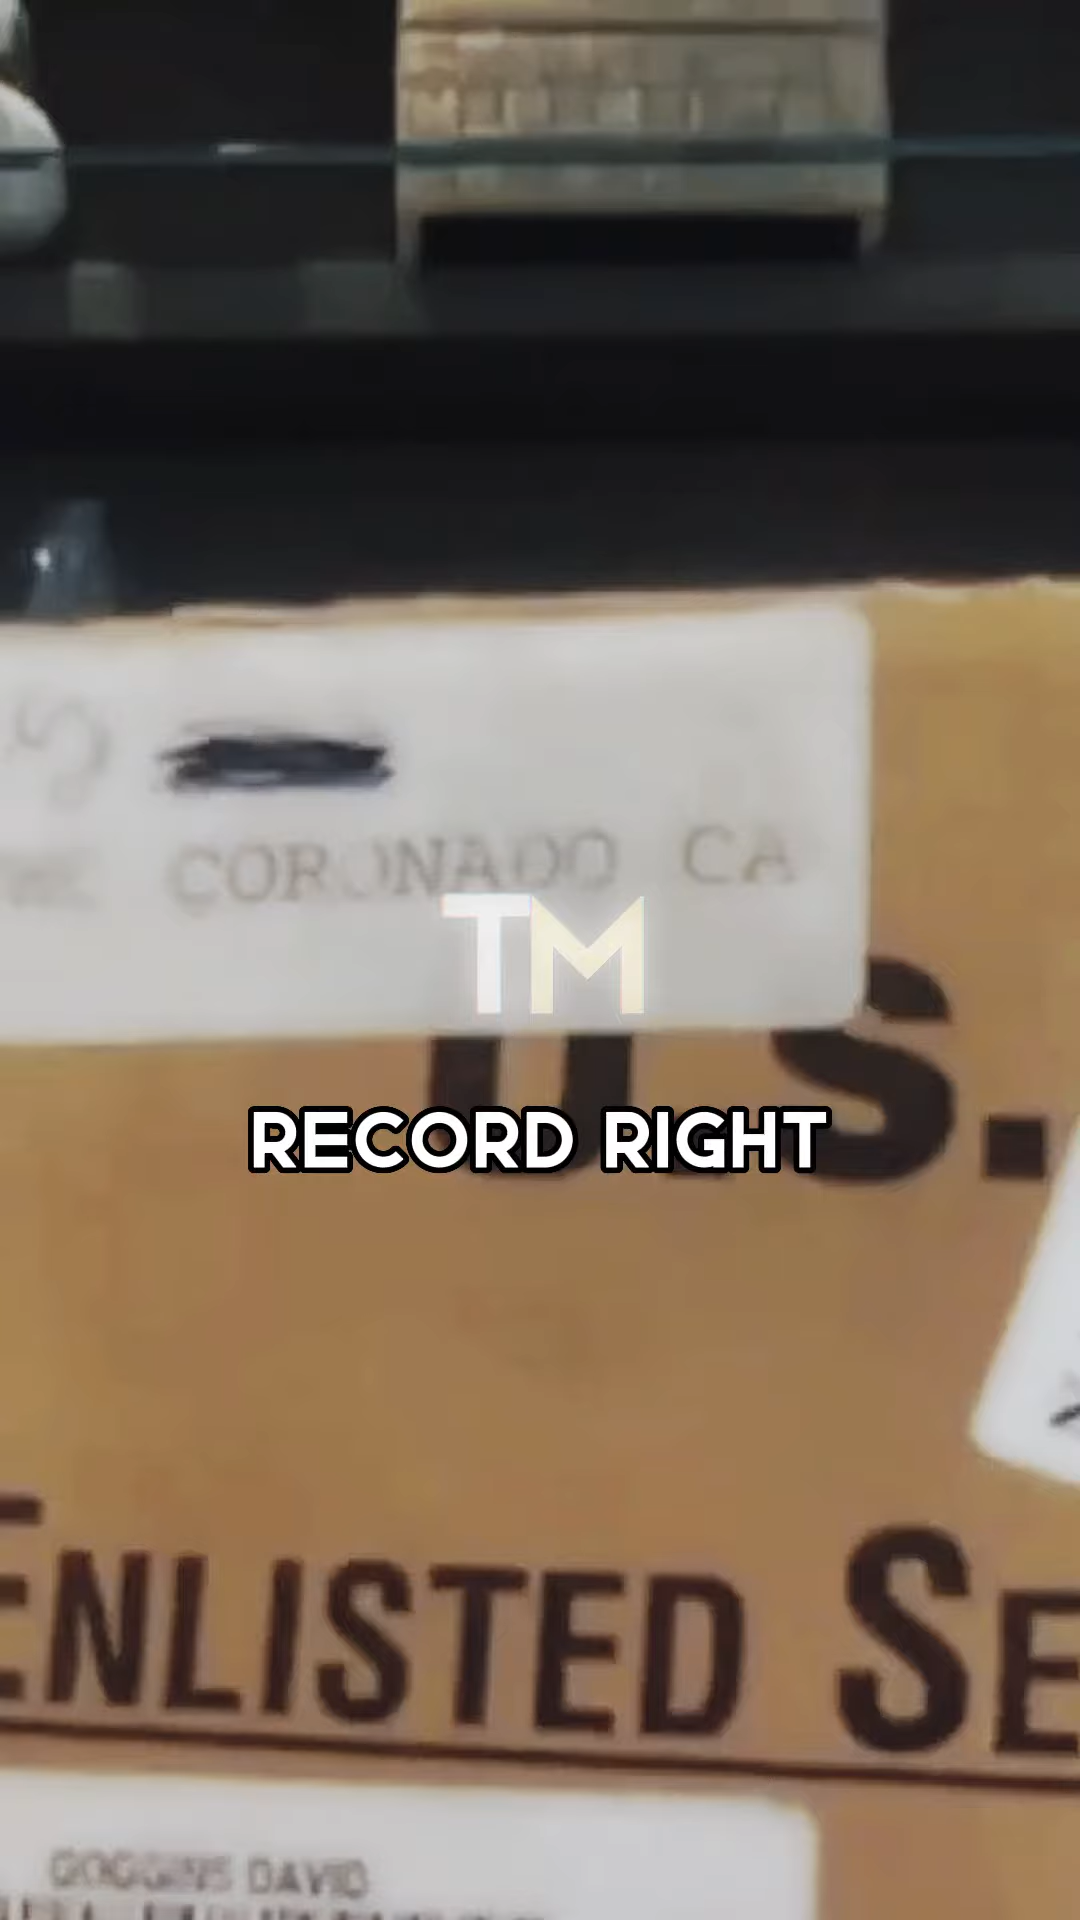 CORONADO CA
TM
U.S.
RECORD RIGHT
ENLISTED SE
GOGGINS DAVID